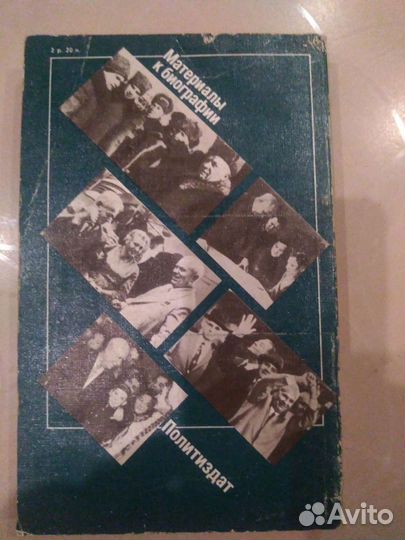 2 р. 20 к.
Материалы
к биографии
Политиздат
Avito